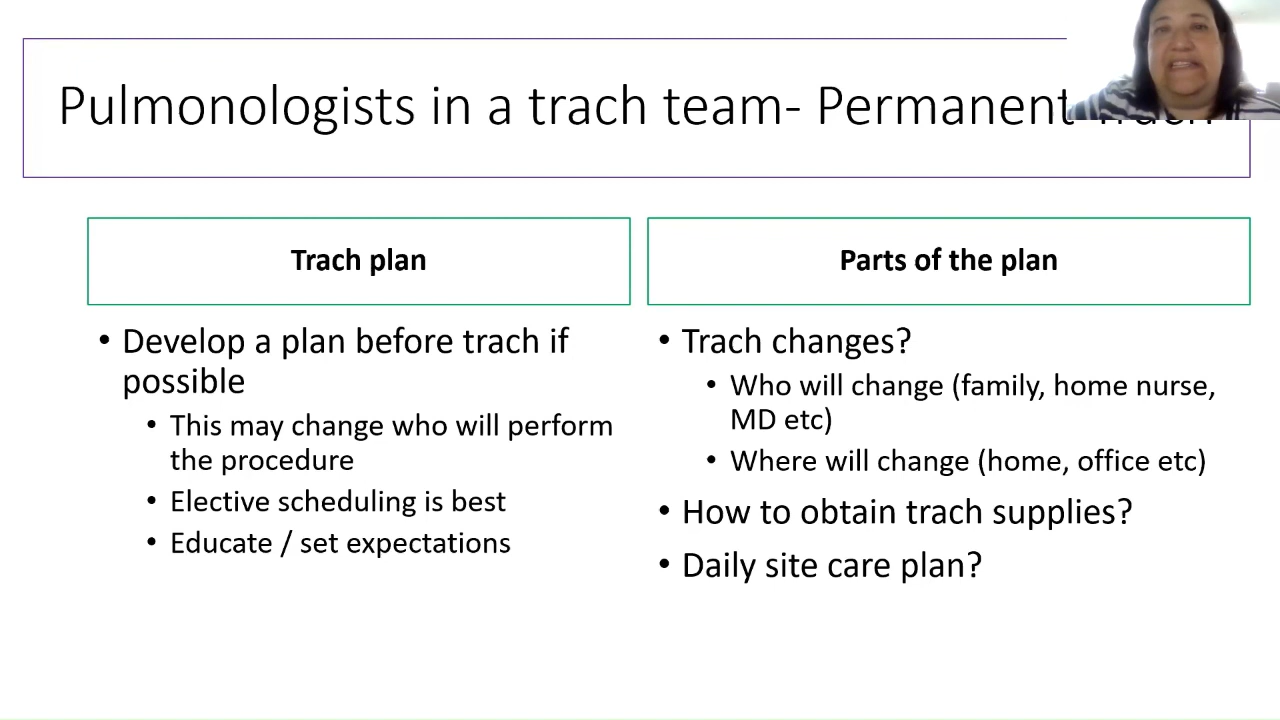 Pulmonologists in a trach team- Permanent
Trach plan
• Develop a plan before trach if
possible
• This may change who will perform
the procedure
• Elective scheduling is best
• Educate / set expectations
Parts of the plan
• Trach changes?
• Who will change (family, home nurse,
MD etc)
• Where will change (home, office etc)
• How to obtain trach supplies?
• Daily site care plan?